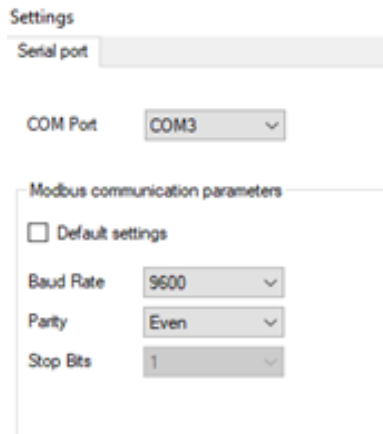 Settings
Serial port
COM Port COM3
Modbus communication parameters
Default settings
Baud Rate 9600
Parity Even
Stop Bits 1